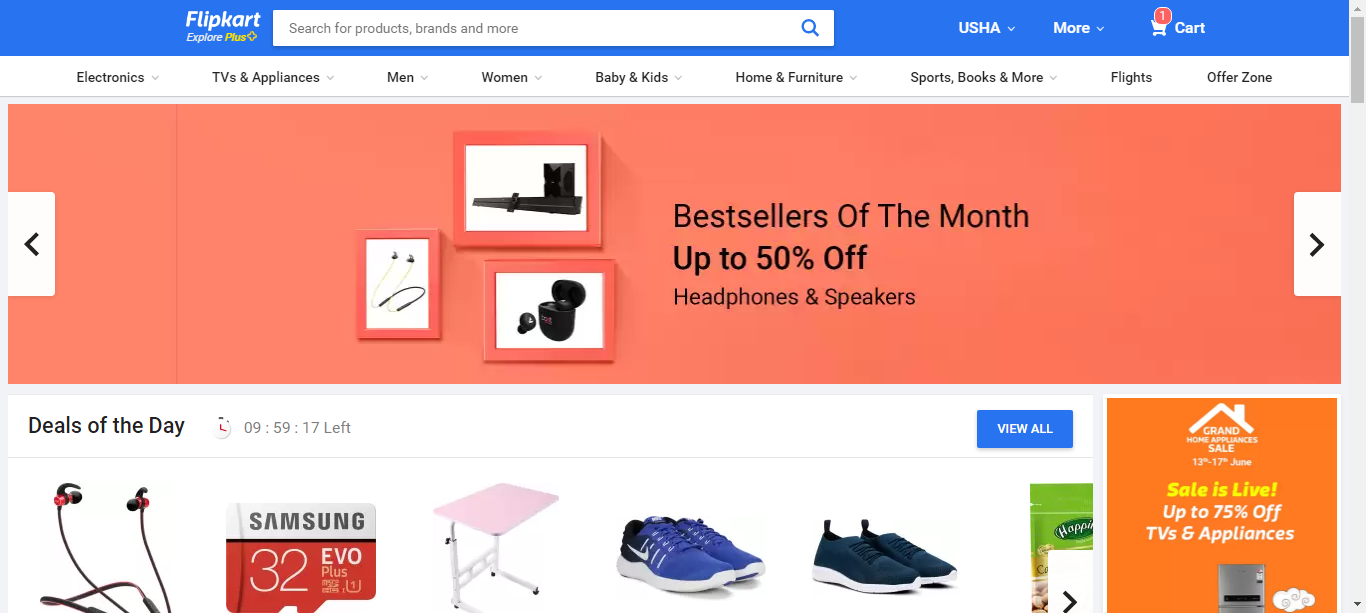 Flipkart
Explore Plus
Search for products, brands and more
USHA
More
1
Cart
Electronics
TVs & Appliances
Men
Women
Baby & Kids
Home & Furniture
Sports, Books & More
Flights
Offer Zone
Bestsellers Of The Month
Up to 50% Off
Headphones & Speakers
Deals of the Day
09 : 59 : 17 Left
VIEW ALL
SAMSUNG
32
EVO
Plus
GRAND
HOME APPLIANCES
SALE
13th-17th June
Sale is Live!
Up to 75% Off
TVs & Appliances